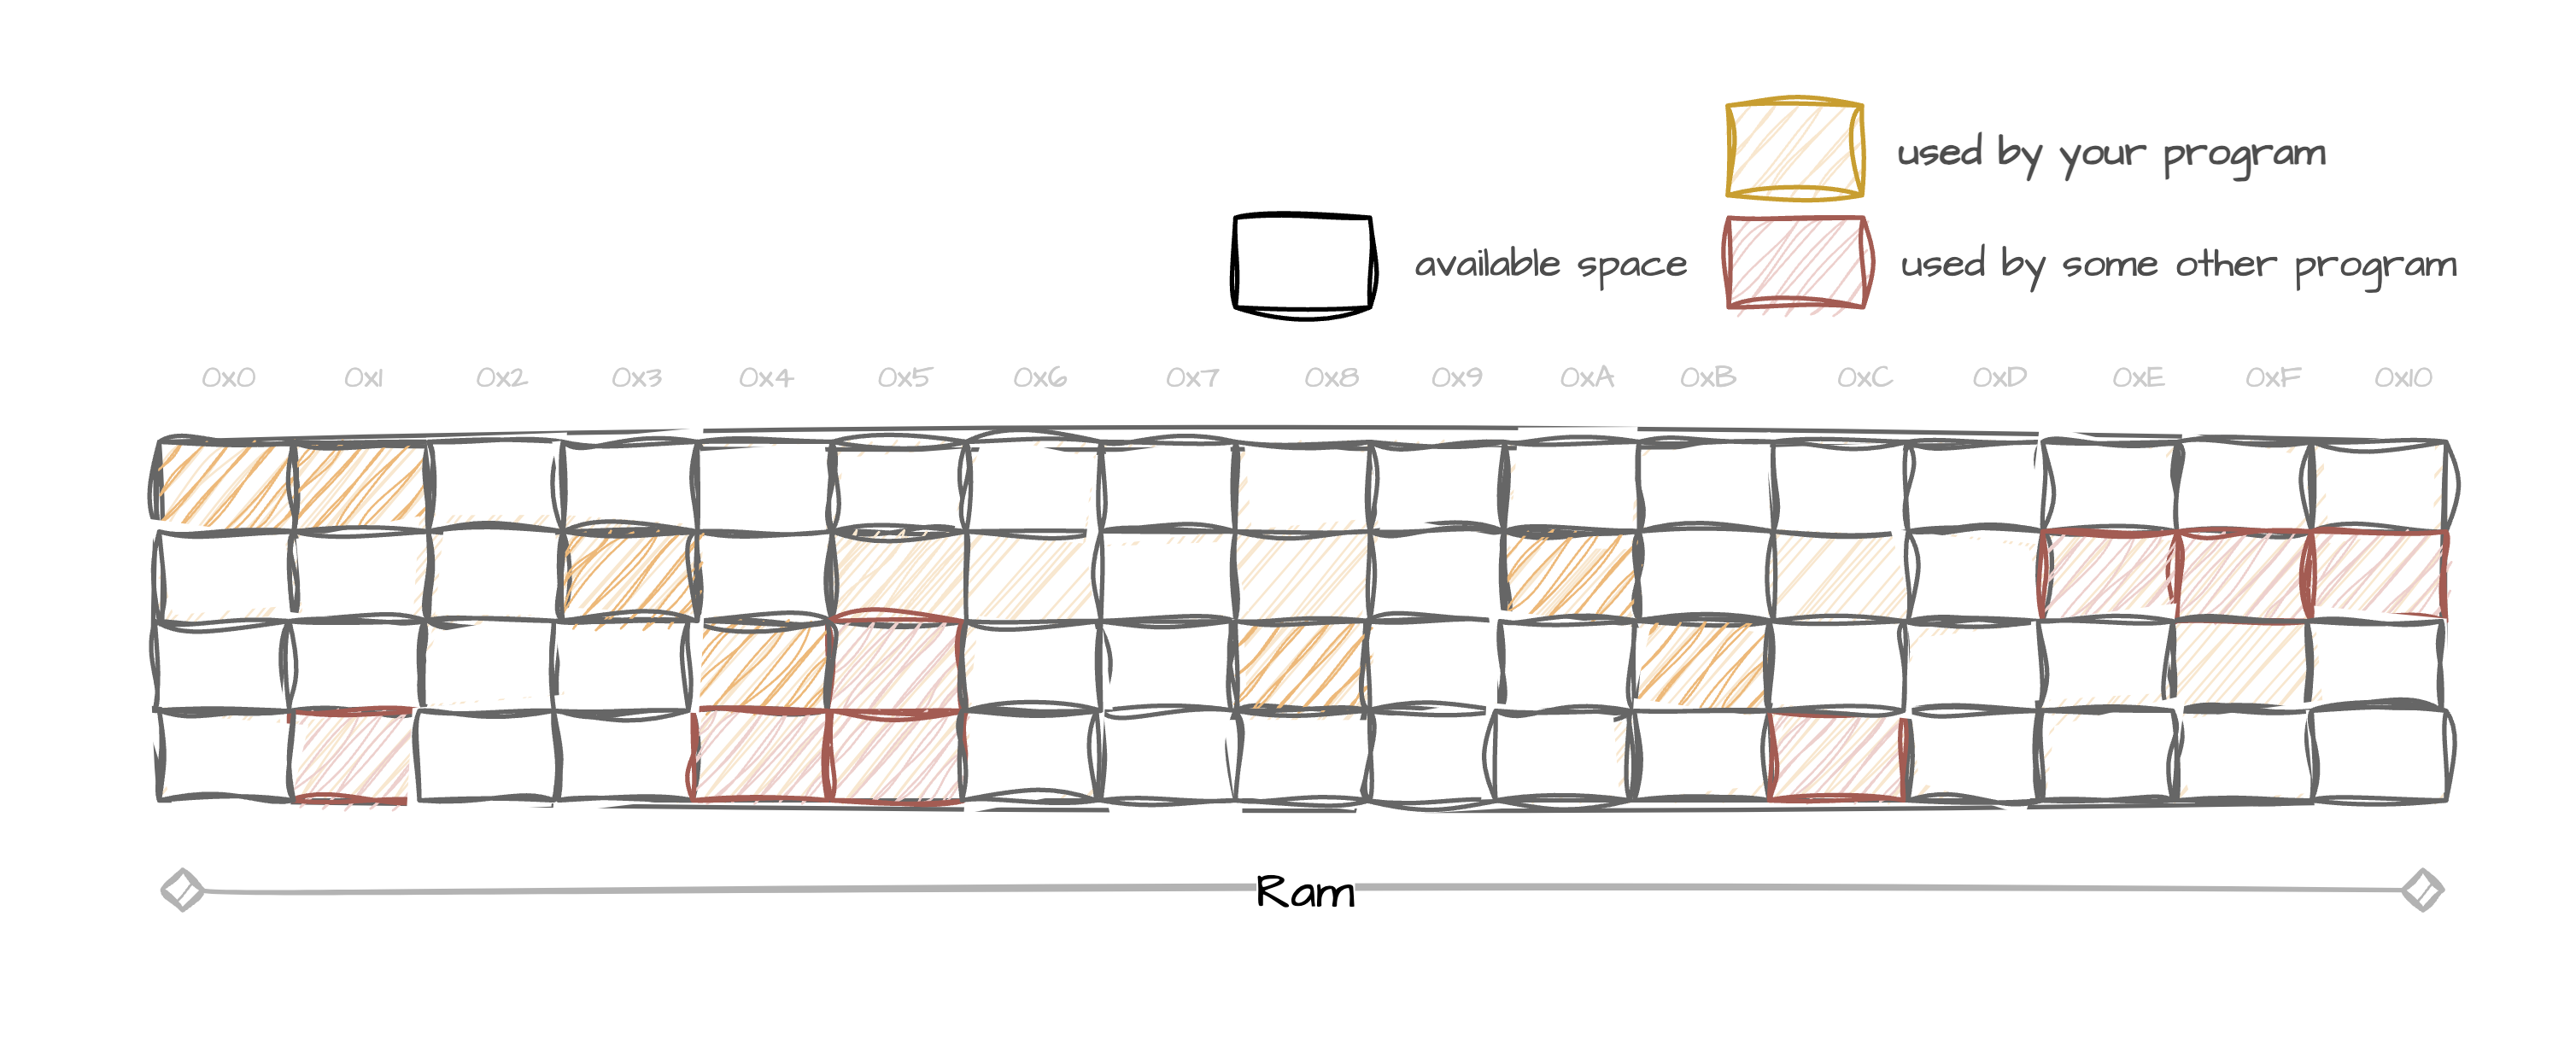 used by your program
available space
used by some other program
0x0 0x1 0x2 0x3 0x4 0x5 0x6 0x7 0x8 0x9 0xA 0xB 0xC 0xD 0xE 0xF 0x10
Ram